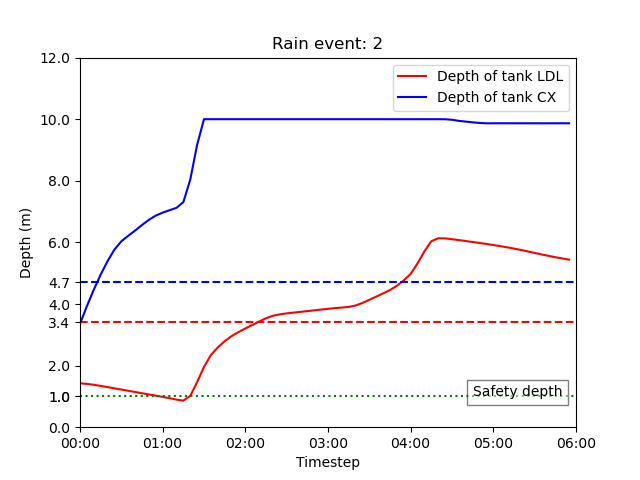 Rain event: 2
12.0
10.0
8.0
6.0
4.7
4.0
3.4
2.0
1.0
0.0
Depth (m)
Depth of tank LDL
Depth of tank CX
Safety depth
00:00 01:00 02:00 03:00 04:00 05:00 06:00
Timestep